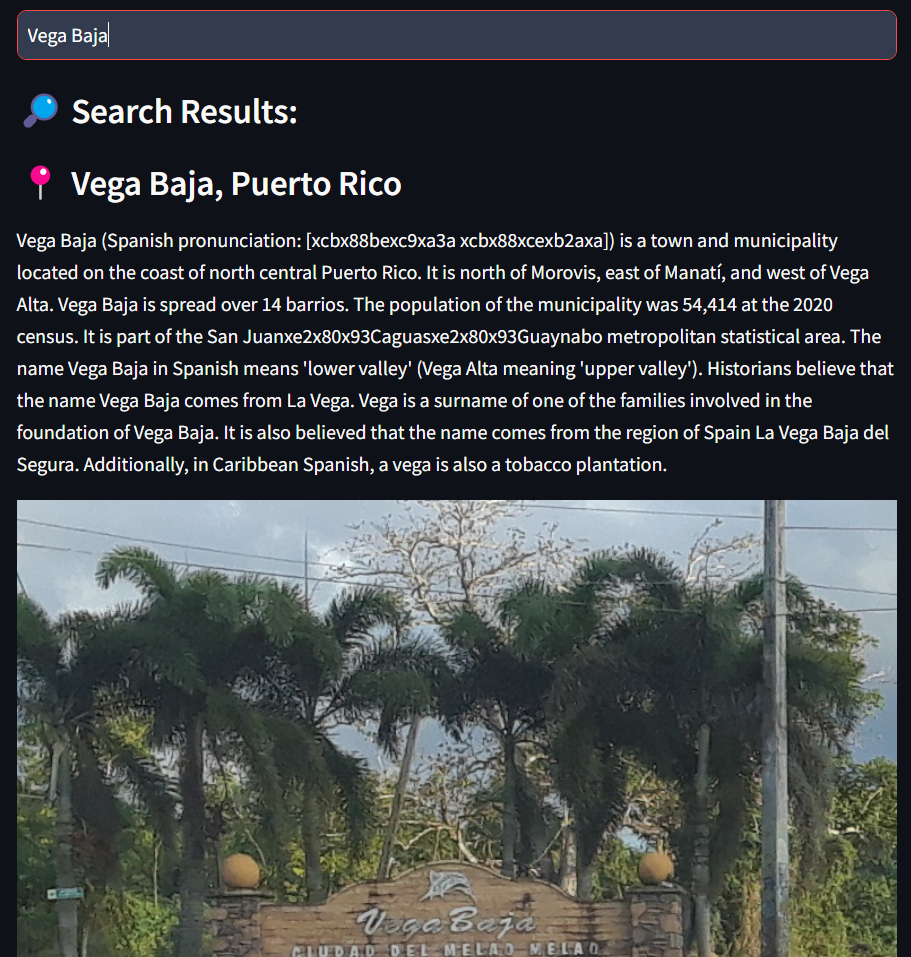 Vega Baja
Search Results:
Vega Baja, Puerto Rico
Vega Baja (Spanish pronunciation: [xcbx88bexc9xa3a xcbx88xcexb2axa]) is a town and municipality
located on the coast of north central Puerto Rico. It is north of Morovis, east of Manatí, and west of Vega
Alta. Vega Baja is spread over 14 barrios. The population of the municipality was 54,414 at the 2020
census. It is part of the San Juanxe2x80x93Caguasxe2x80x93Guaynabo metropolitan statistical area. The
name Vega Baja in Spanish means 'lower valley' (Vega Alta meaning 'upper valley'). Historians believe that
the name Vega Baja comes from La Vega. Vega is a surname of one of the families involved in the
foundation of Vega Baja. It is also believed that the name comes from the region of Spain La Vega Baja del
Segura. Additionally, in Caribbean Spanish, a vega is also a tobacco plantation.
Vega Baja
CIUDAD DEL MELAO MELAO